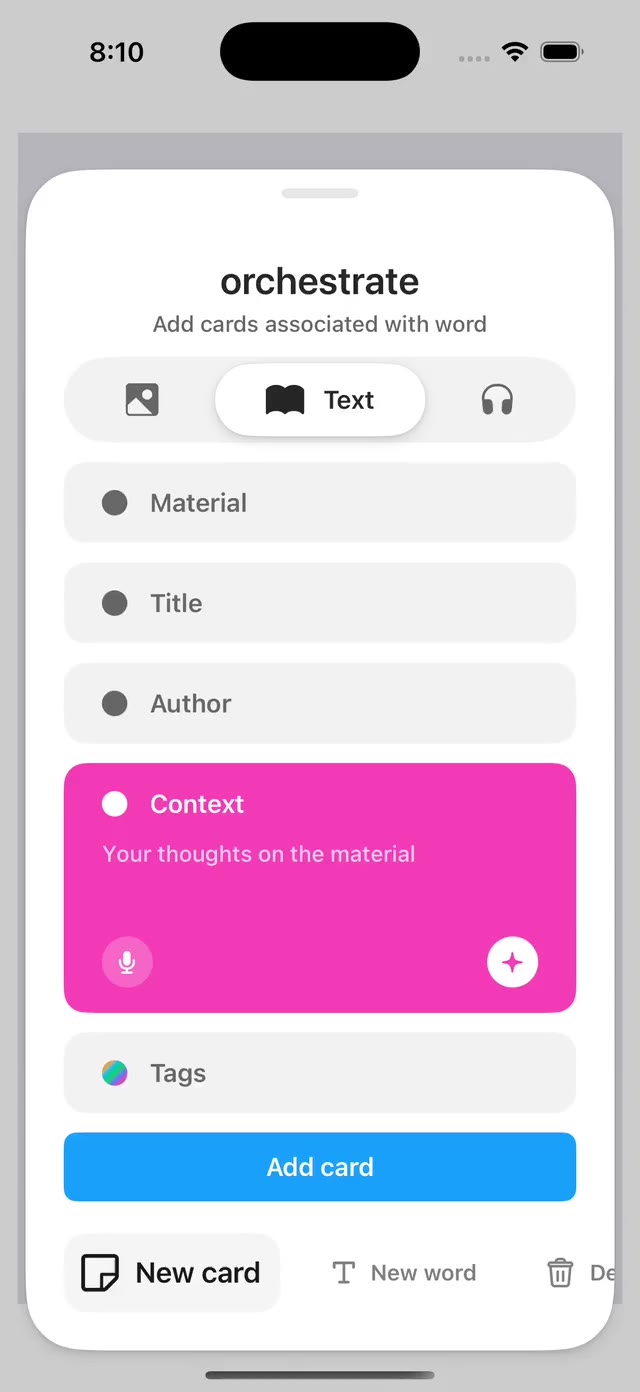 8:10
orchestrate
Add cards associated with word
Text
Material
Title
Author
Context
Your thoughts on the material
Tags
Add card
New card
New word
De